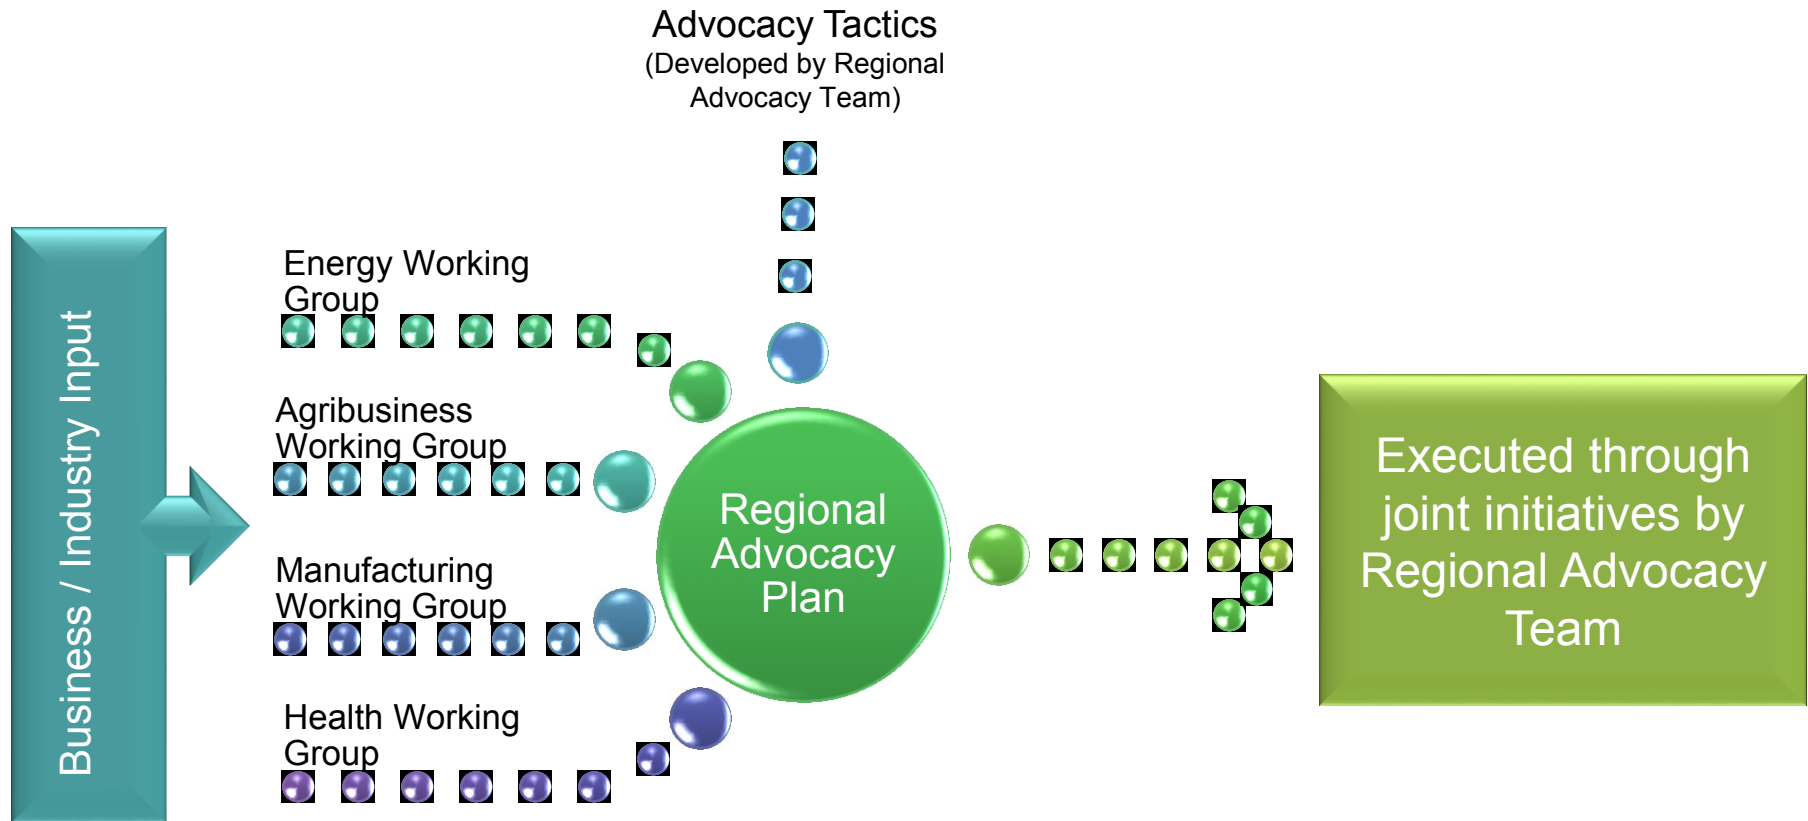 Advocacy Tactics
(Developed by Regional
Advocacy Team)
Business / Industry Input
Energy Working
Group
Agribusiness
Working Group
Manufacturing
Working Group
Health Working
Group
Regional
Advocacy
Plan
Executed through
joint initiatives by
Regional Advocacy
Team